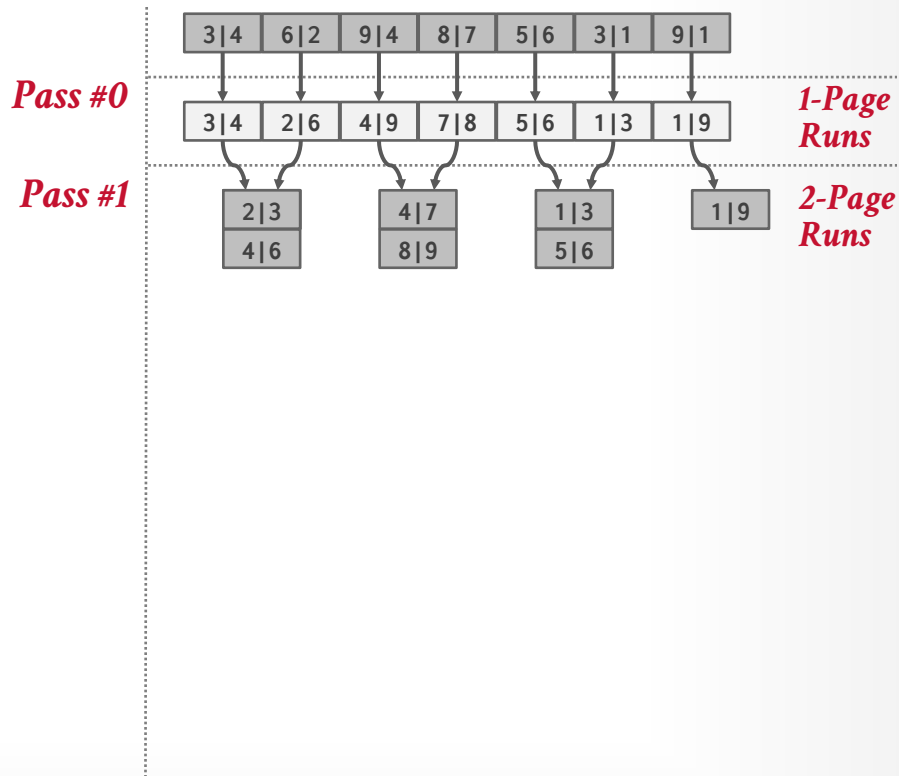 3|4 6|2 9|4 8|7 5|6 3|1 9|1
Pass #0
1-Page
Runs
3|4 2|6 4|9 7|8 5|6 1|3 1|9
Pass #1
2-Page
Runs
2|3 4|7 1|3 1|9
4|6 8|9 5|6